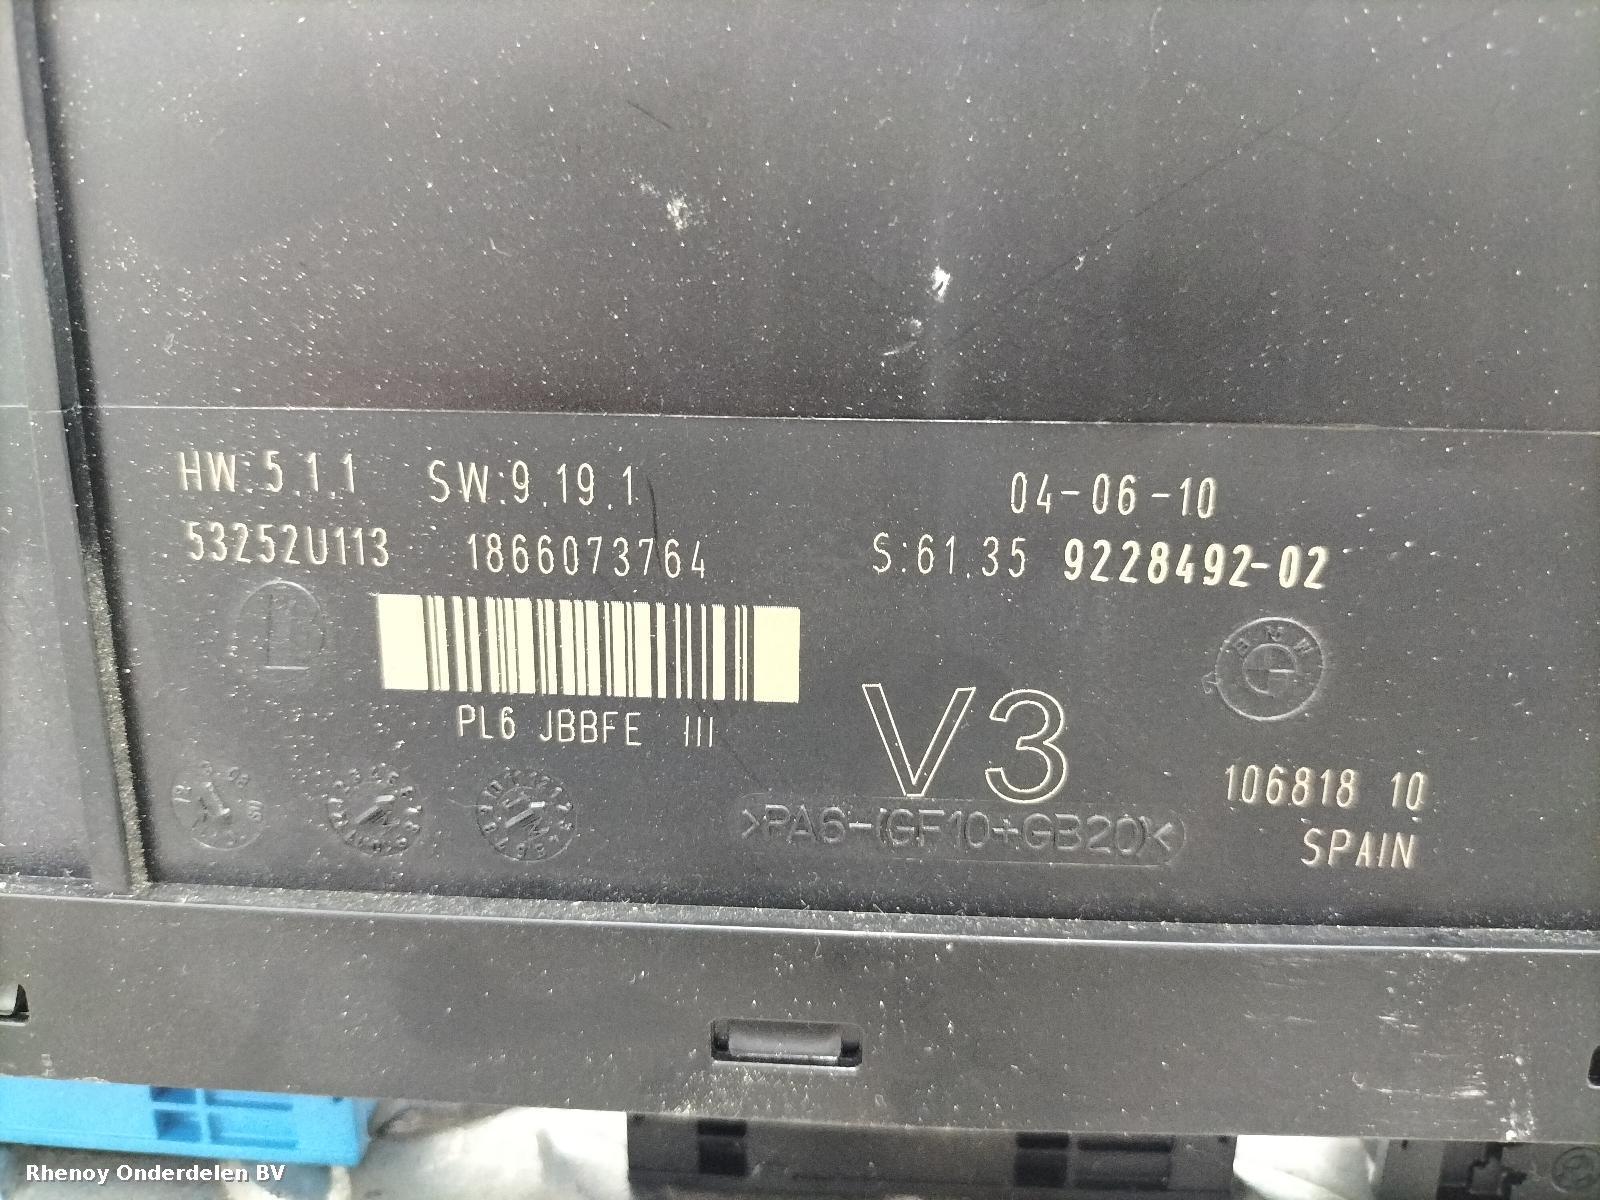 HW:5.1.1 SW:9.19.1
04-06-10
53252U113 1866073764
S:61.35 9228492-02
BMW
PL6 JBBFE III
V3
106818 10
>PA6-(GF10+GB20)<
SPAIN
Rhenoy Onderdelen BV